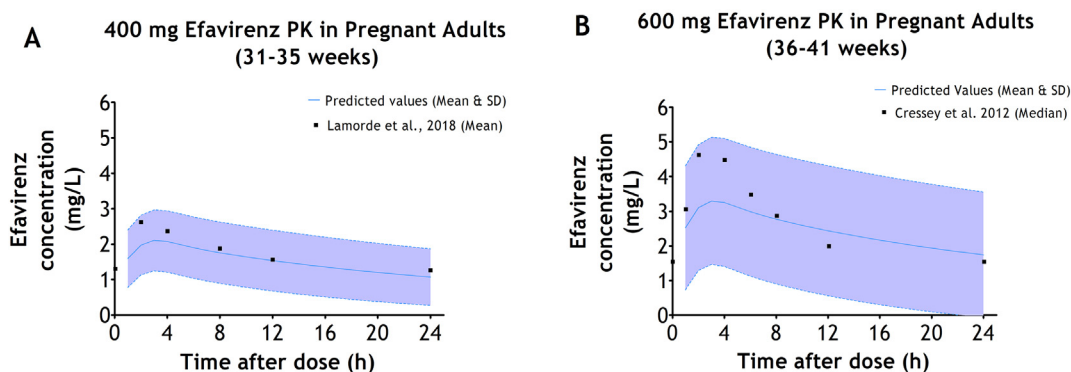 A
400 mg Efavirenz PK in Pregnant Adults
(31-35 weeks)
Predicted values (Mean & SD)
Lamorde et al., 2018 (Mean)
Efavirenz
concentration
(mg/L)
6
5
4
3
2
1
0
0 4 8 12 16 20 24
Time after dose (h)
B
600 mg Efavirenz PK in Pregnant Adults
(36-41 weeks)
Predicted Values (Mean & SD)
Cressey et al. 2012 (Median)
Efavirenz
concentration
(mg/L)
6
5
4
3
2
1
0
0 4 8 12 16 20 24
Time after dose (h)